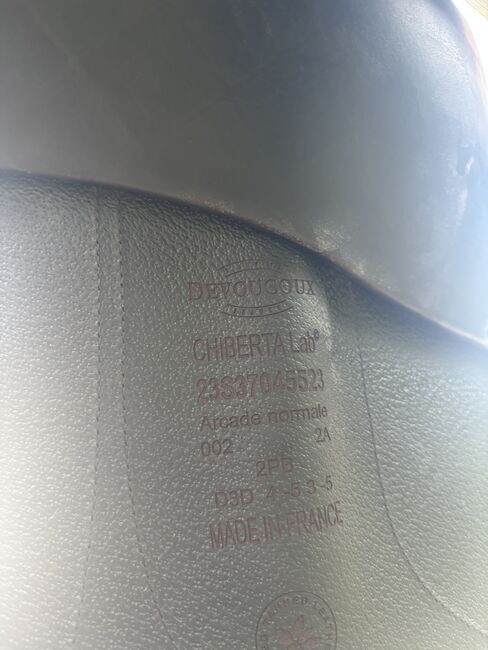 DEVOUCOUX
CHIBERTA Lab®
23S37045523
Arcade normale
002 2A
2PB
D3D 4 -5 3 -5
MADE IN FRANCE